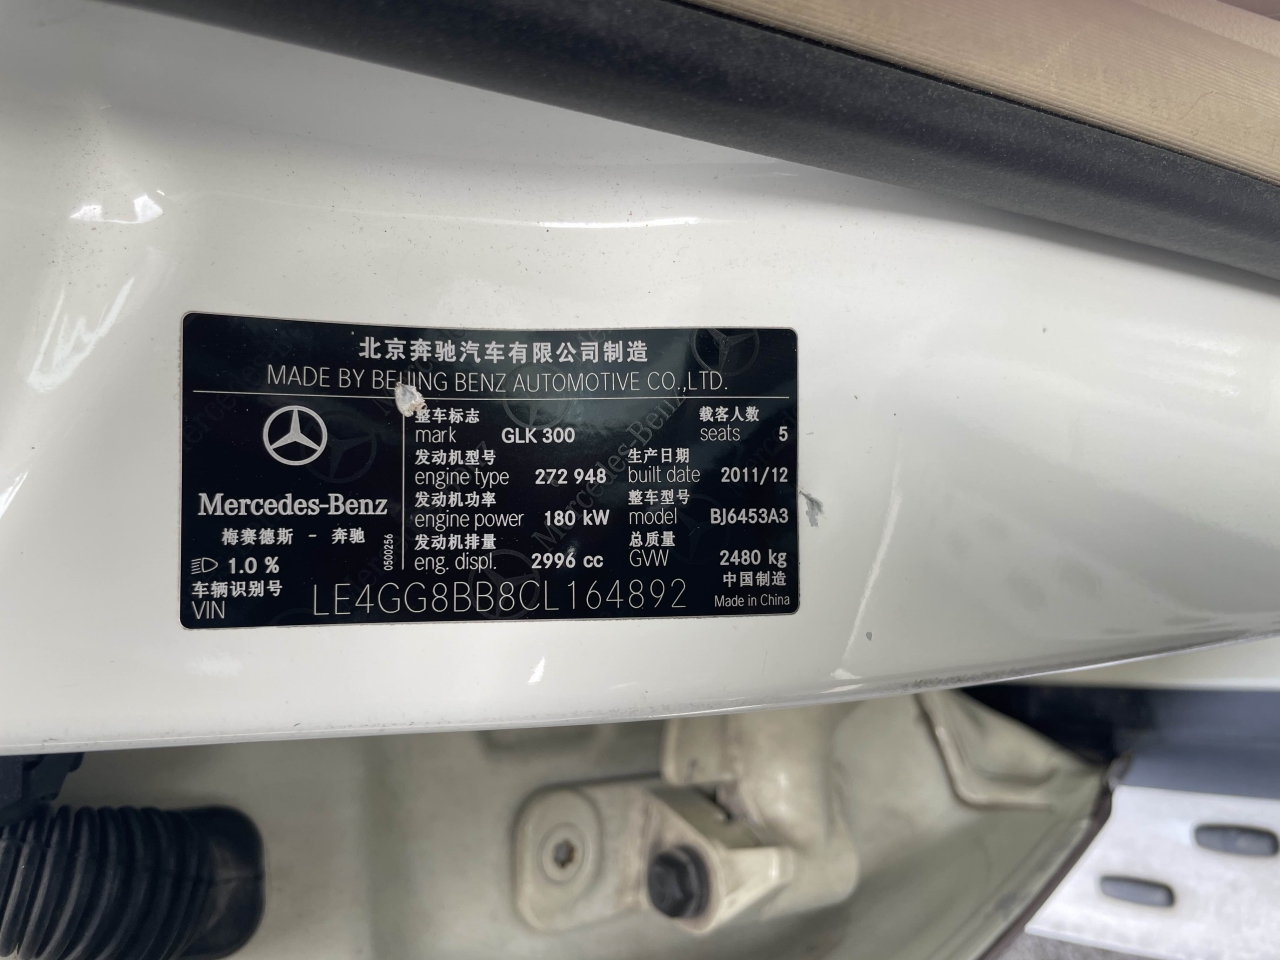 北京奔驰汽车有限公司制造
MADE BY BEIJING BENZ AUTOMOTIVE CO.,LTD.
整车标志 载客人数
mark GLK 300 seats 5
发动机型号 生产日期
engine type 272 948 built date 2011/12
发动机功率 整车型号
engine power 180 kW model BJ6453A3
发动机排量 总质量
eng. displ. 2996 cc GVW 2480 kg
Mercedes-Benz
梅赛德斯 - 奔驰
1.0 %
0500256
车辆识别号
VIN LE4GG8BB8CL164892
中国制造
Made in China